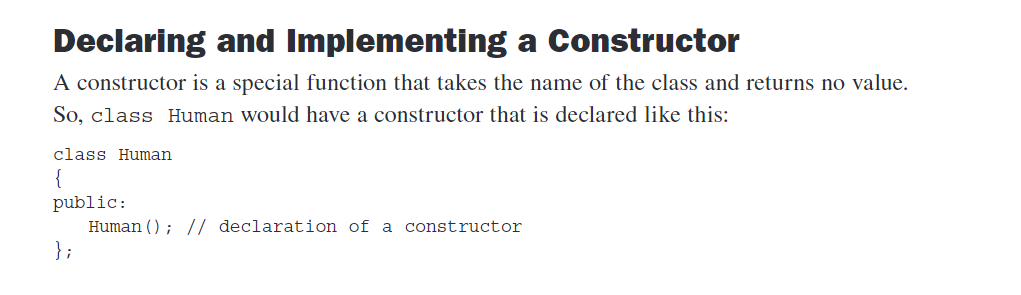 Declaring and Implementing a Constructor
A constructor is a special function that takes the name of the class and returns no value.
So, class Human would have a constructor that is declared like this:
class Human
{
public:
   Human(); // declaration of a constructor
};